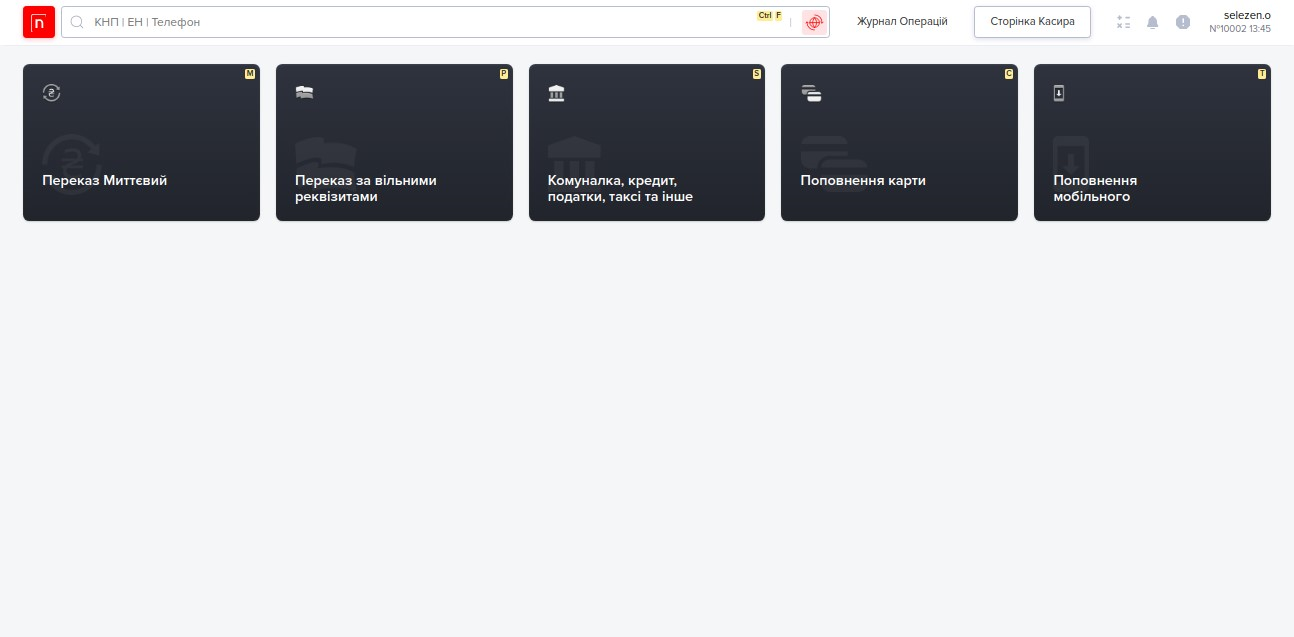 n КНП | ЕН | Телефон Ctrl F | Журнал Операцій Сторінка Касира selezen.o
№10002 13:45
M P S C T
Переказ Миттєвий
Переказ за вільними
реквізитами
Комуналка, кредит,
податки, таксі та інше
Поповнення карти
Поповнення
мобільного